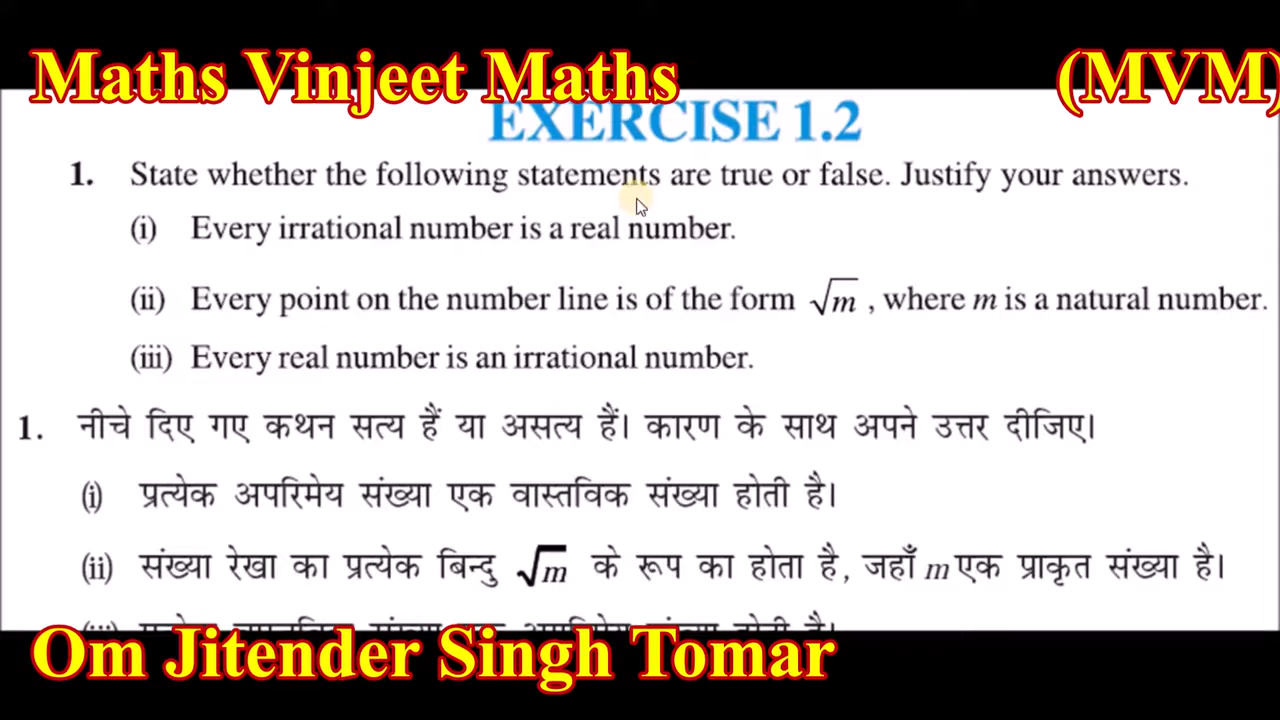 Maths Vinjeet Maths (MVM)
EXERCISE 1.2
1. State whether the following statements are true or false. Justify your answers.
(i) Every irrational number is a real number.
(ii) Every point on the number line is of the form √m , where m is a natural number.
(iii) Every real number is an irrational number.
1. नीचे दिए गए कथन सत्य हैं या असत्य हैं। कारण के साथ अपने उत्तर दीजिए।
(i) प्रत्येक अपरिमेय संख्या एक वास्तविक संख्या होती है।
(ii) संख्या रेखा का प्रत्येक बिन्दु √m के रूप का होता है, जहाँ m एक प्राकृत संख्या है।
Om Jitender Singh Tomar